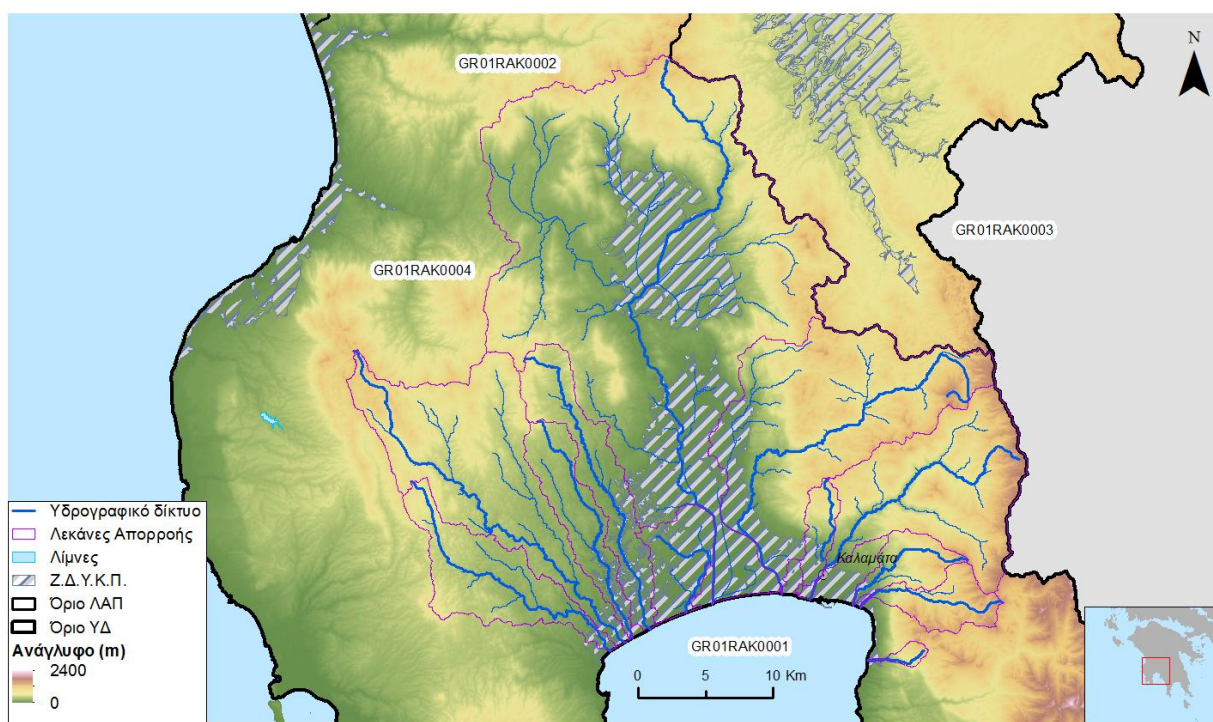 N
GR01RAK0002
GR01RAK0003
GR01RAK0004
Καλαμάτα
GR01RAK0001
0 5 10 Km
Υδρογραφικό δίκτυο
Λεκάνες Απορροής
Λίμνες
Ζ.Δ.Υ.Κ.Π.
Όριο ΛΑΠ
Όριο ΥΔ
Ανάγλυφο (m)
2400
0